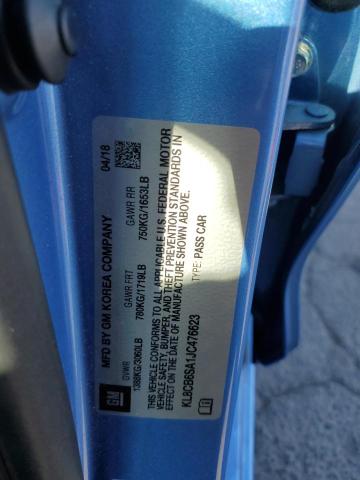 MFD BY GM KOREA COMPANY 04/18
GVWR GAWR FRT GAWR RR
1388KG/3060LB 780KG/1719LB 750KG/1653LB
THIS VEHICLE CONFORMS TO ALL APPLICABLE U.S. FEDERAL MOTOR
VEHICLE SAFETY, BUMPER, AND THEFT PREVENTION STANDARDS IN
EFFECT ON THE DATE OF MANUFACTURE SHOWN ABOVE.
KL8CB6SA1JC476623 TYPE: PASS CAR
GM